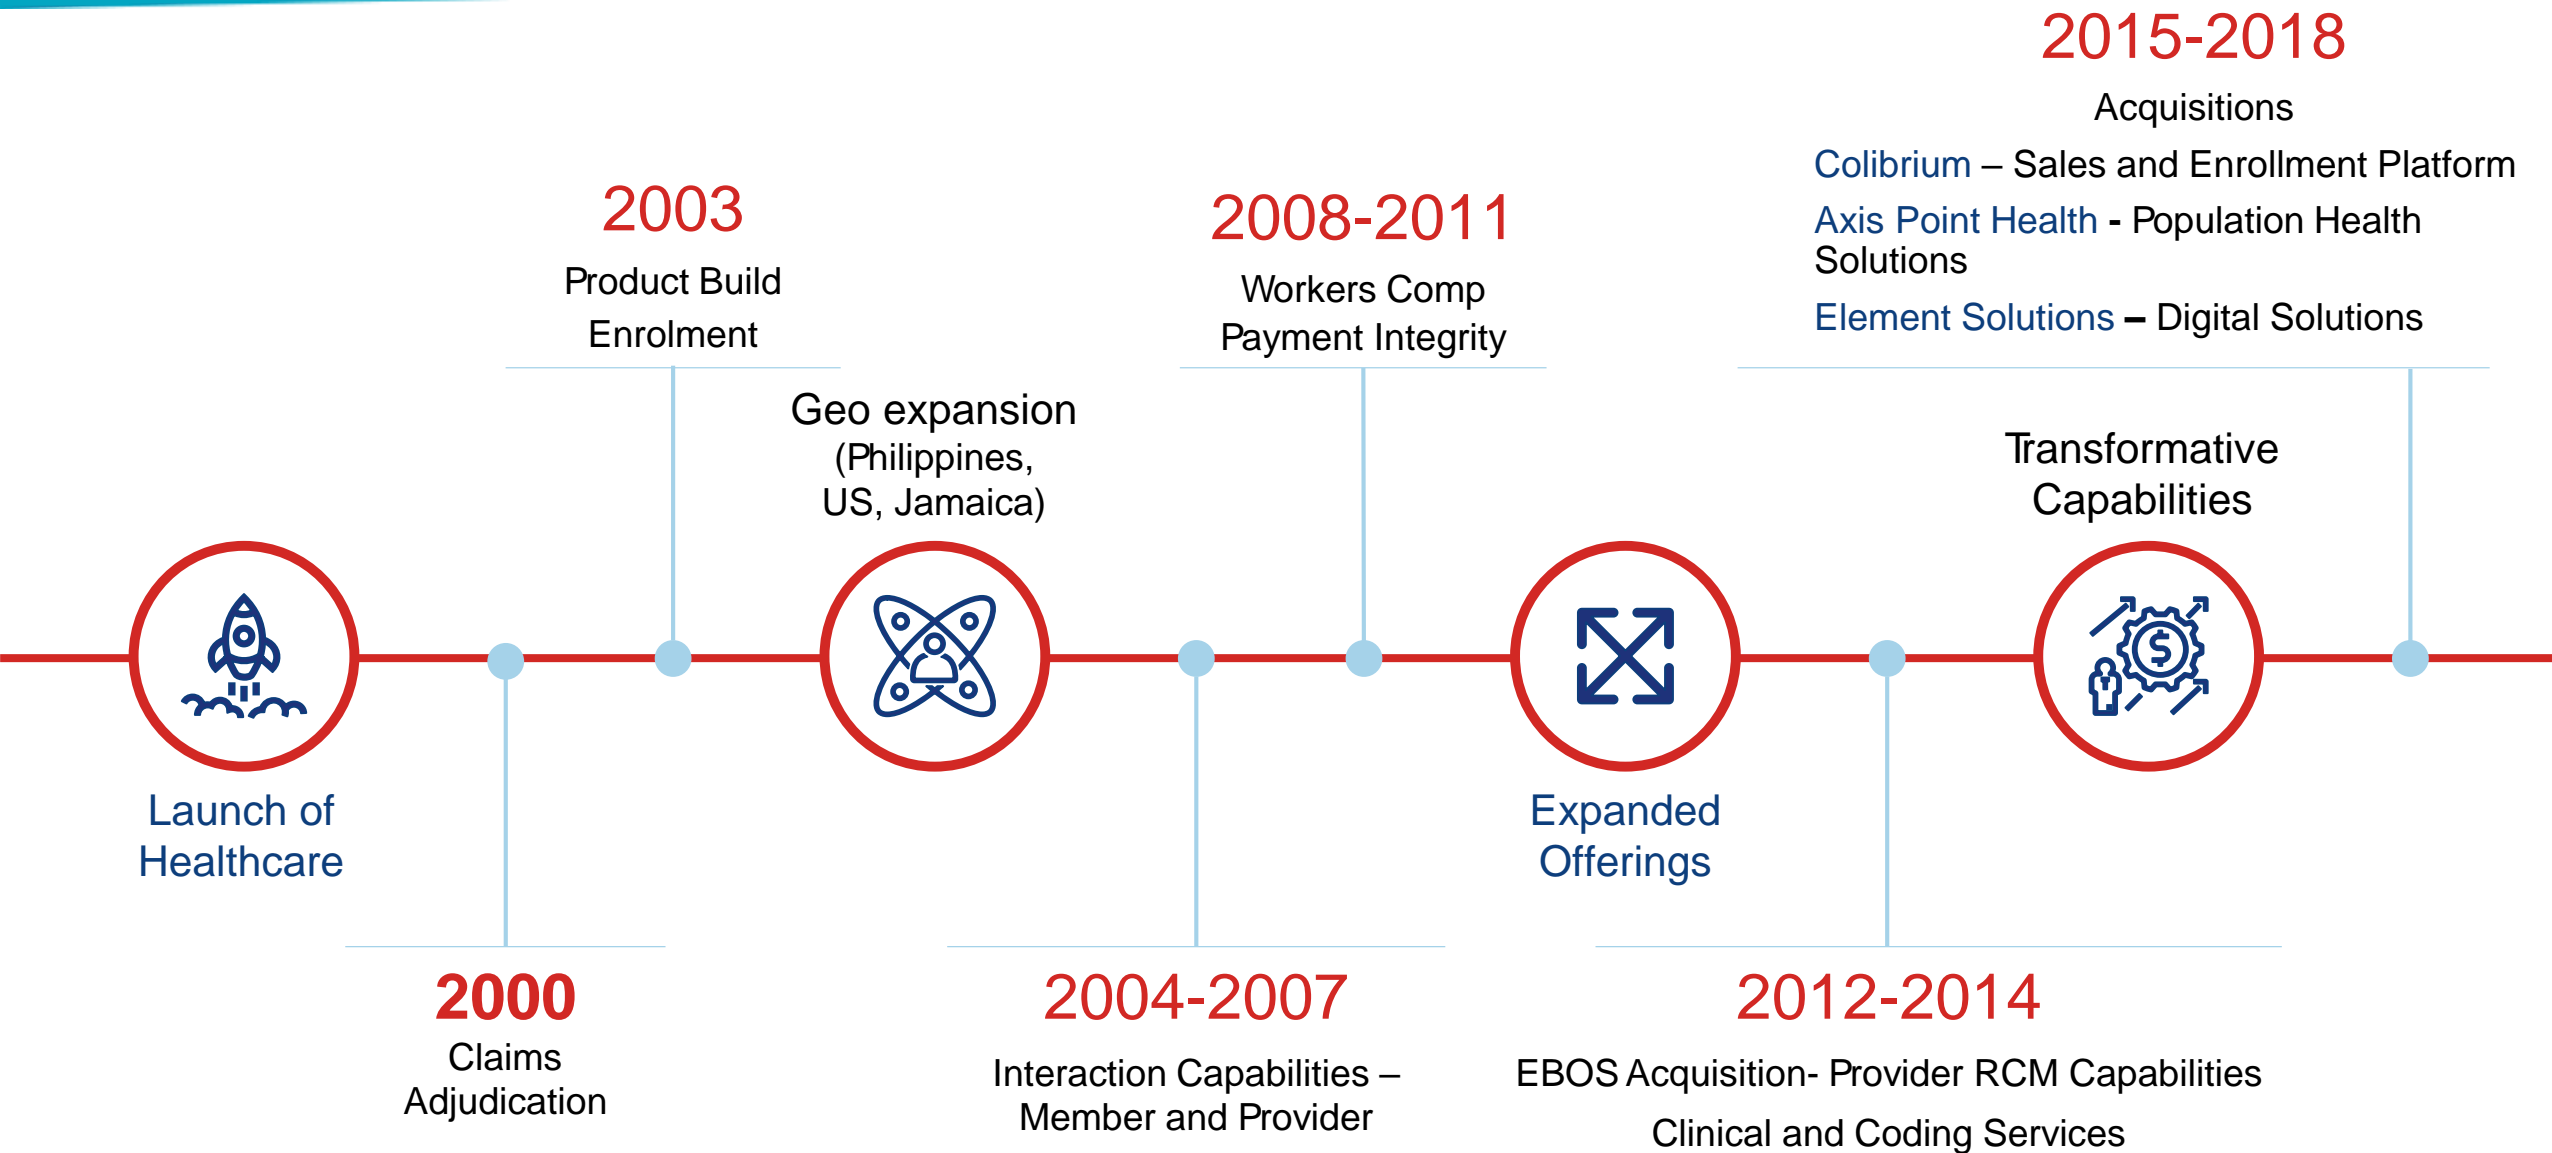 2015-2018
Acquisitions
Colibrium – Sales and Enrollment Platform
Axis Point Health - Population Health
Solutions
Element Solutions – Digital Solutions
2003
Product Build
Enrolment
2008-2011
Workers Comp
Payment Integrity
Geo expansion
(Philippines,
US, Jamaica)
Transformative
Capabilities
$
Launch of
Healthcare
Expanded
Offerings
2000
Claims
Adjudication
2004-2007
Interaction Capabilities –
Member and Provider
2012-2014
EBOS Acquisition- Provider RCM Capabilities
Clinical and Coding Services